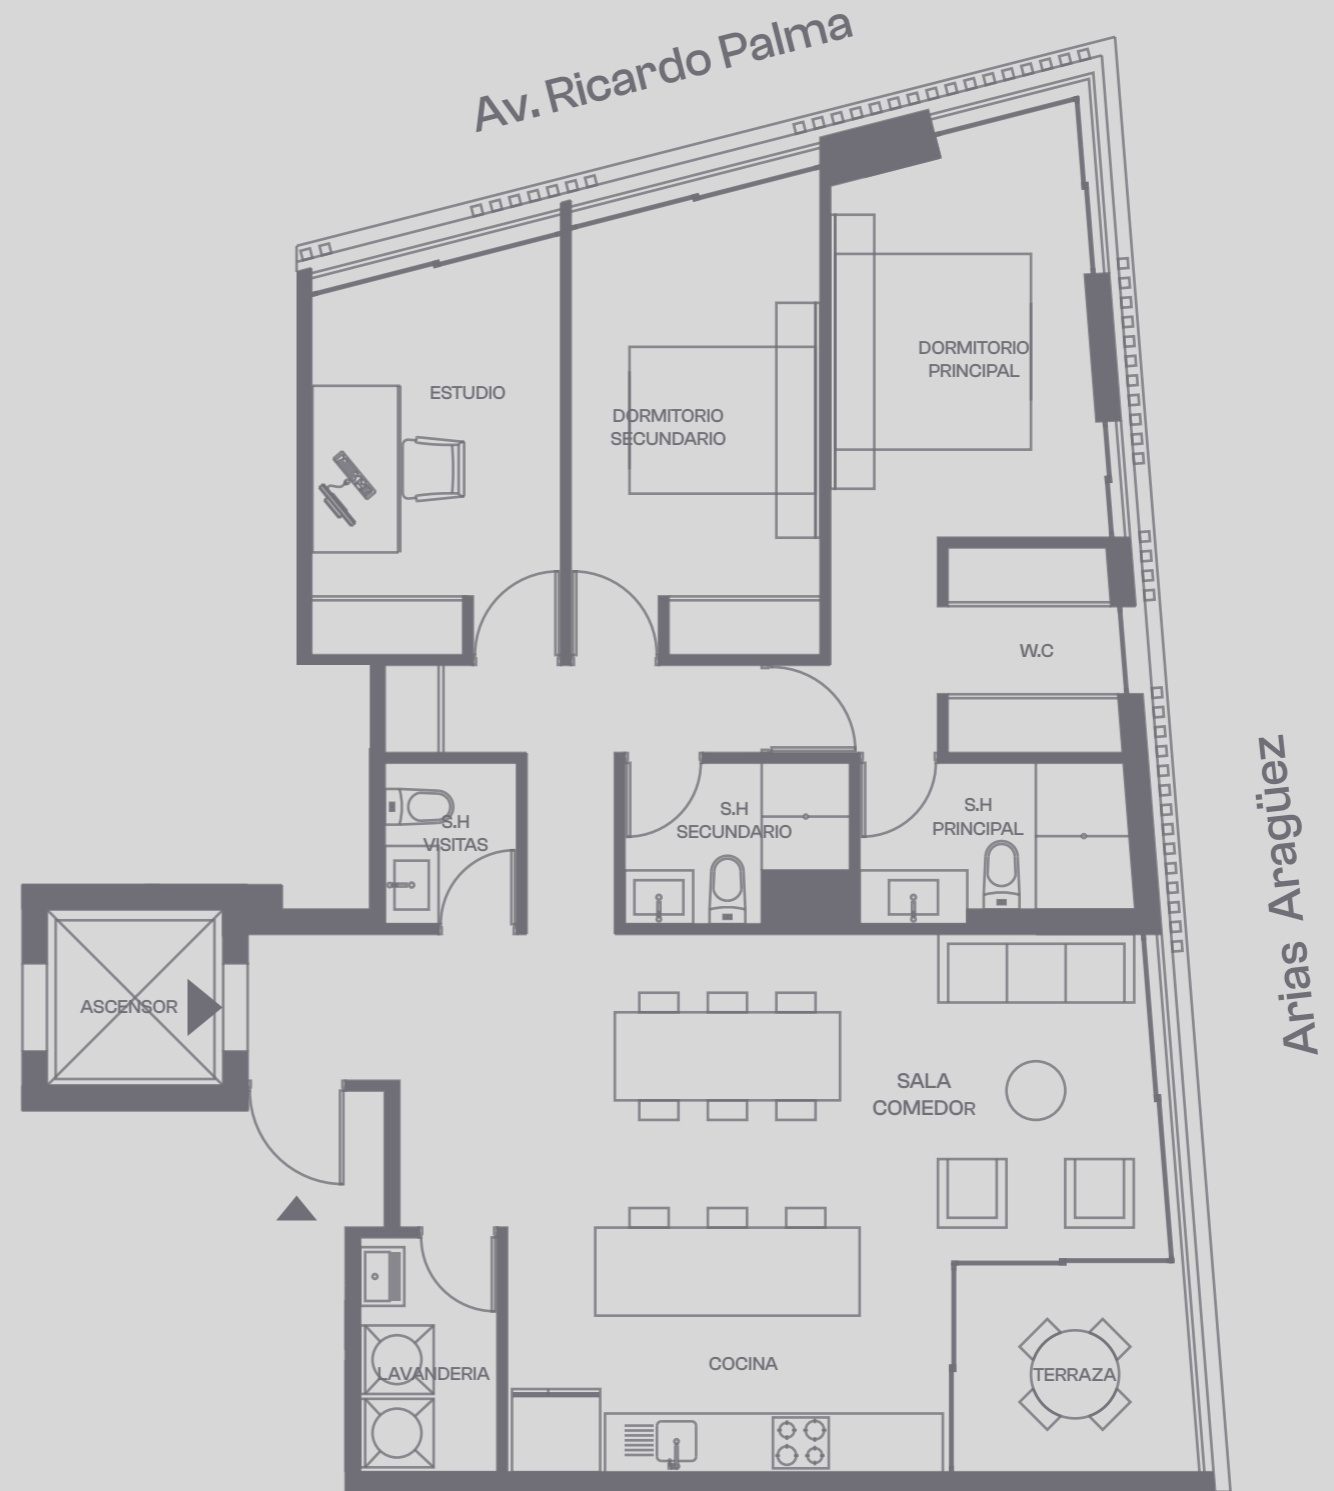 Av. Ricardo Palma
DORMITORIO
PRINCIPAL
ESTUDIO
DORMITORIO
SECUNDARIO
W.C
S.H
VISITAS
S.H
SECUNDARIO
S.H
PRINCIPAL
Arias Aragüez
ASCENSOR
SALA
COMEDOR
COCINA
LAVANDERIA
TERRAZA